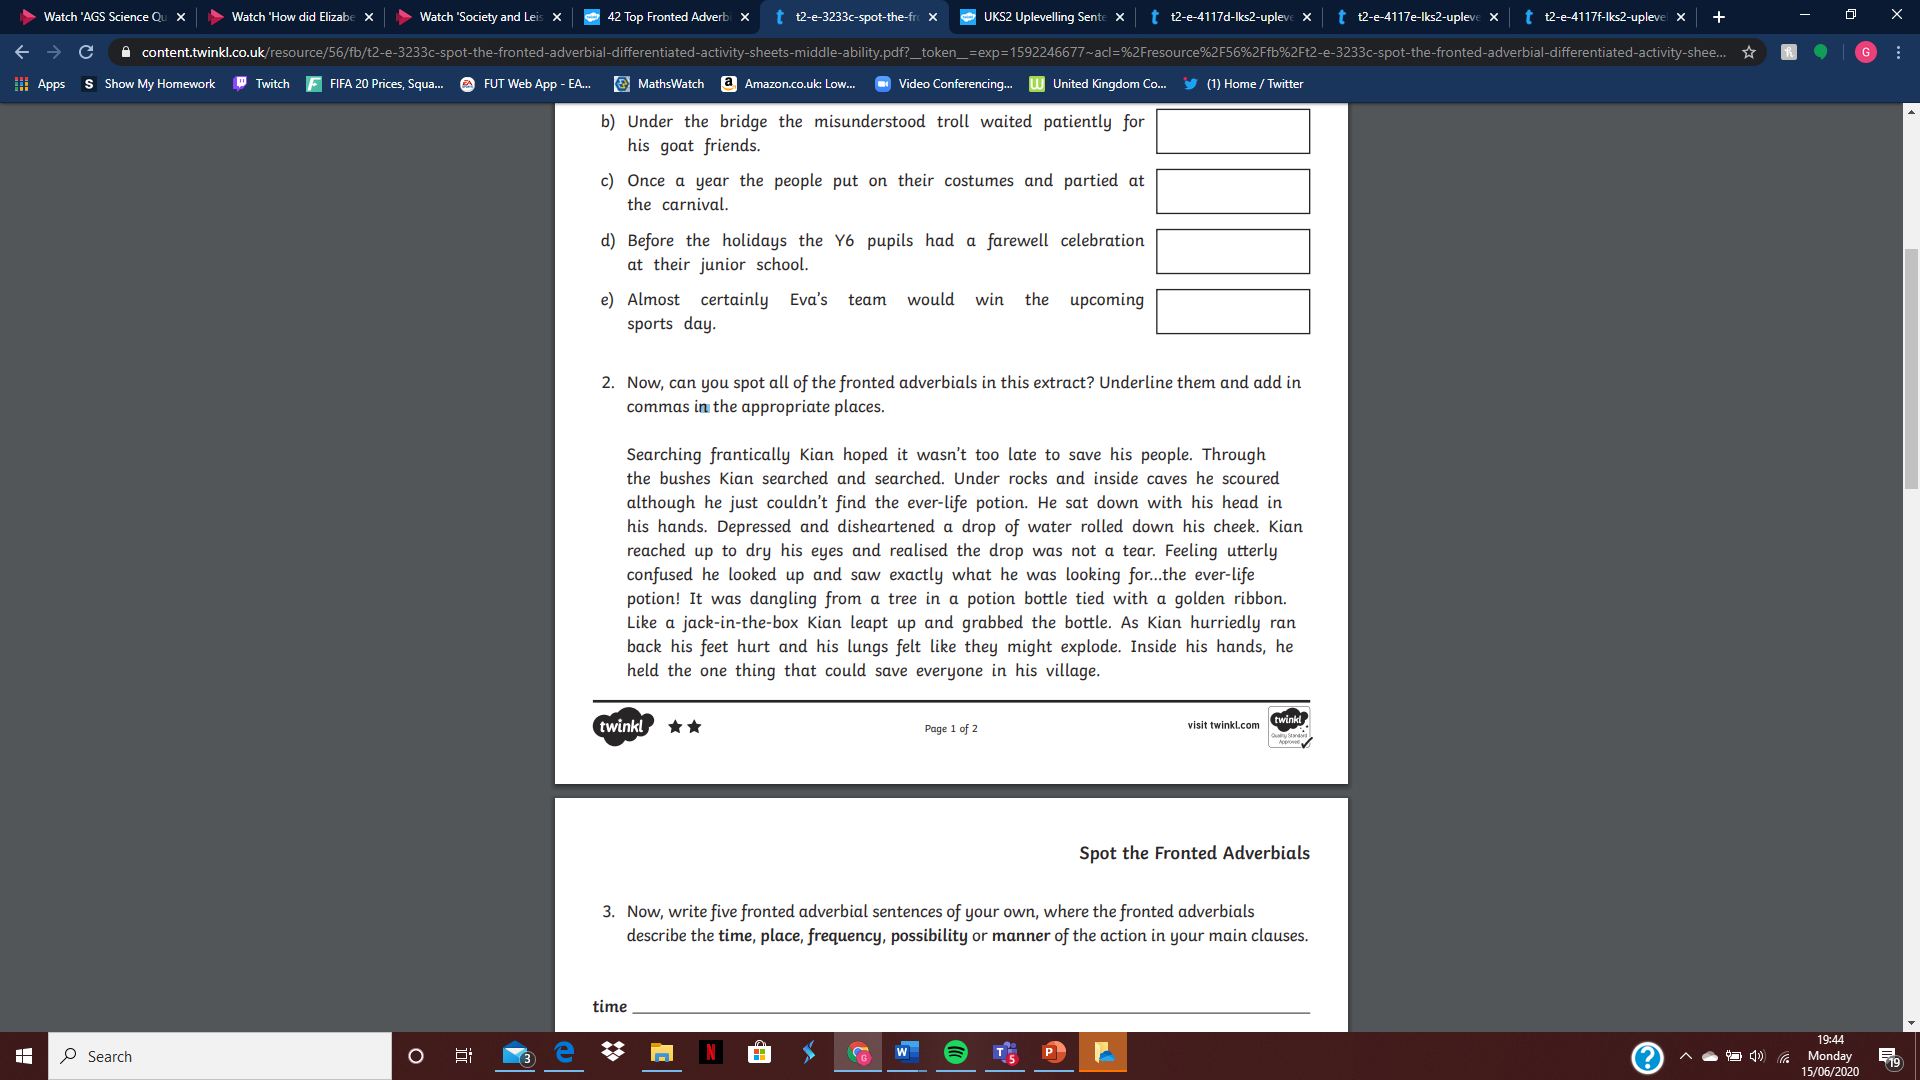 Watch 'AGS Science Qu
Watch 'How did Elizabe
Watch 'Society and Leis
42 Top Fronted Adverbi
t2-e-3233c-spot-the-fro
UKS2 Uplevelling Sente
t2-e-4117d-lks2-upleve
t2-e-4117e-lks2-upleve
t2-e-4117f-lks2-upleve
content.twinkl.co.uk/resource/56/fb/t2-e-3233c-spot-the-fronted-adverbial-differentiated-activity-sheets-middle-ability.pdf?__token__=exp=1592246677~acl=%2Fresource%2F56%2Ffb%2Ft2-e-3233c-spot-the-fronted-adverbial-differentiated-activity-shee...
G
Apps
S Show My Homework
Twitch
FIFA 20 Prices, Squa...
FUT Web App - EA...
MathsWatch
Amazon.co.uk: Low...
Video Conferencing...
United Kingdom Co...
(1) Home / Twitter
b) Under the bridge the misunderstood troll waited patiently for
his goat friends.
c) Once a year the people put on their costumes and partied at
the carnival.
d) Before the holidays the Y6 pupils had a farewell celebration
at their junior school.
e) Almost certainly Eva's team would win the upcoming
sports day.
2. Now, can you spot all of the fronted adverbials in this extract? Underline them and add in
commas in the appropriate places.
Searching frantically Kian hoped it wasn't too late to save his people. Through
the bushes Kian searched and searched. Under rocks and inside caves he scoured
although he just couldn't find the ever-life potion. He sat down with his head in
his hands. Depressed and disheartened a drop of water rolled down his cheek. Kian
reached up to dry his eyes and realised the drop was not a tear. Feeling utterly
confused he looked up and saw exactly what he was looking for...the ever-life
potion! It was dangling from a tree in a potion bottle tied with a golden ribbon.
Like a jack-in-the-box Kian leapt up and grabbed the bottle. As Kian hurriedly ran
back his feet hurt and his lungs felt like they might explode. Inside his hands, he
held the one thing that could save everyone in his village.
twinkl
Page 1 of 2
visit twinkl.com
twinkl
Quality Standard
Approved
Spot the Fronted Adverbials
3. Now, write five fronted adverbial sentences of your own, where the fronted adverbials
describe the time, place, frequency, possibility or manner of the action in your main clauses.
time
Search
3
5
19:44
Monday
15/06/2020
19